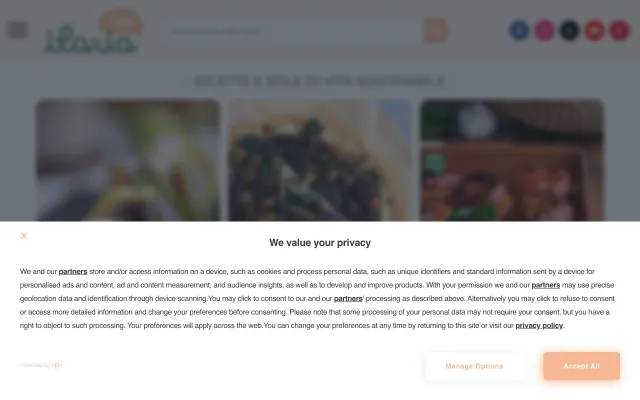 ilaria
RICETTE E STILE DI VITA SOSTENIBILE
We value your privacy
We and our partners store and/or access information on a device, such as cookies and process personal data, such as unique identifiers and standard information sent by a device for
personalised ads and content, ad and content measurement, and audience insights, as well as to develop and improve products. With your permission we and our partners may use precise
geolocation data and identification through device scanning.You may click to consent to our and our partners' processing as described above. Alternatively you may click to refuse to consent
or access more detailed information and change your preferences before consenting. Please note that some processing of your personal data may not require your consent, but you have a
right to object to such processing. Your preferences will apply across the web.You can change your preferences at any time by returning to this site or visit our privacy policy.
Powered by
Manage Options
Accept All